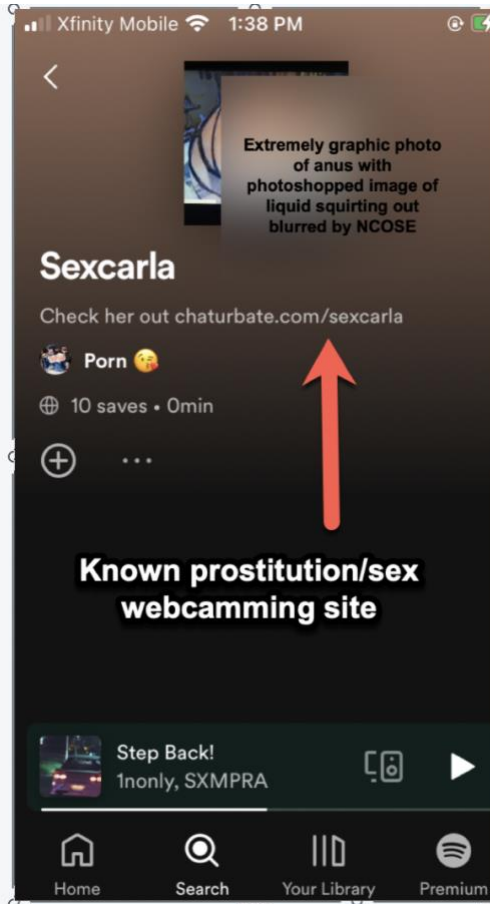 Xfinity Mobile 1:38 PM
Extremely graphic photo
of anus with
photoshopped image of
liquid squirting out
blurred by NCOSE
Sexcarla
Check her out chaturbate.com/sexcarla
Porn 😘
10 saves • 0min
Known prostitution/sex
webcamming site
Step Back!
1nonly, SXMPRA
Home Search Your Library Premium